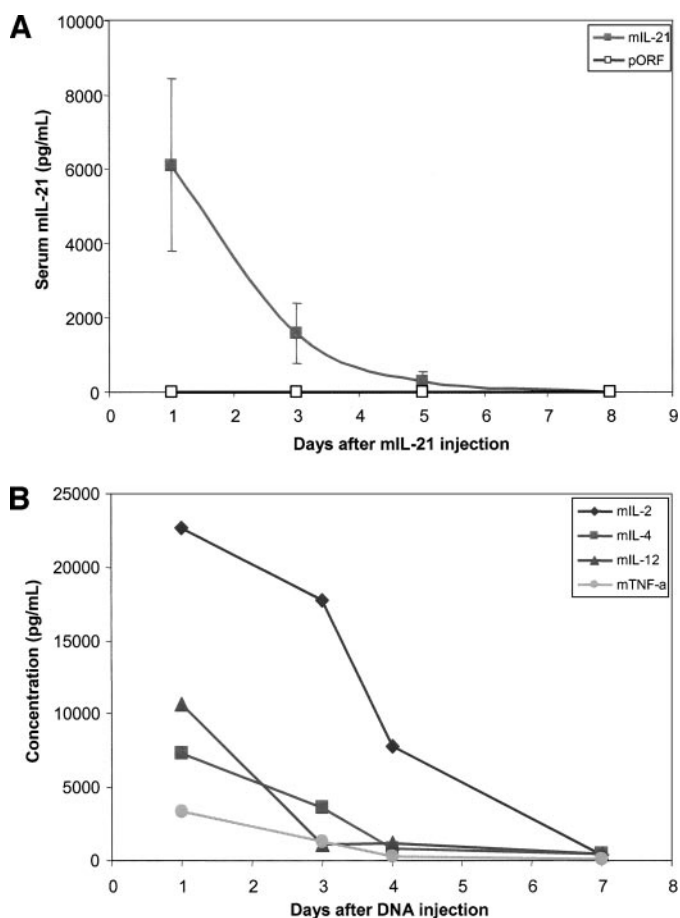 A
10000
8000
6000
4000
2000
0
Serum mIL-21 (pg/mL)
mIL-21
pORF
0 1 2 3 4 5 6 7 8 9
Days after mIL-21 injection
B
25000
20000
15000
10000
5000
0
Concentration (pg/mL)
mIL-2
mIL-4
mIL-12
mTNF-a
0 1 2 3 4 5 6 7 8
Days after DNA injection